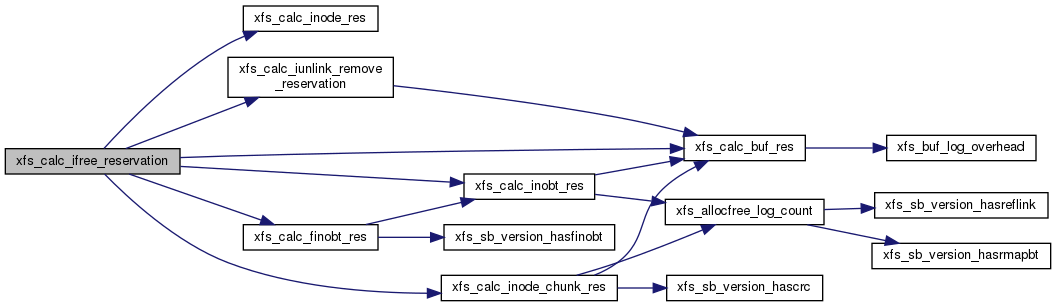 xfs_calc_inode_res
xfs_calc_iunlink_remove
_reservation
xfs_calc_ifree_reservation
xfs_calc_buf_res
xfs_buf_log_overhead
xfs_calc_inobt_res
xfs_allocfree_log_count
xfs_sb_version_hasreflink
xfs_calc_finobt_res
xfs_sb_version_hasfinobt
xfs_sb_version_hasrmapbt
xfs_calc_inode_chunk_res
xfs_sb_version_hascrc